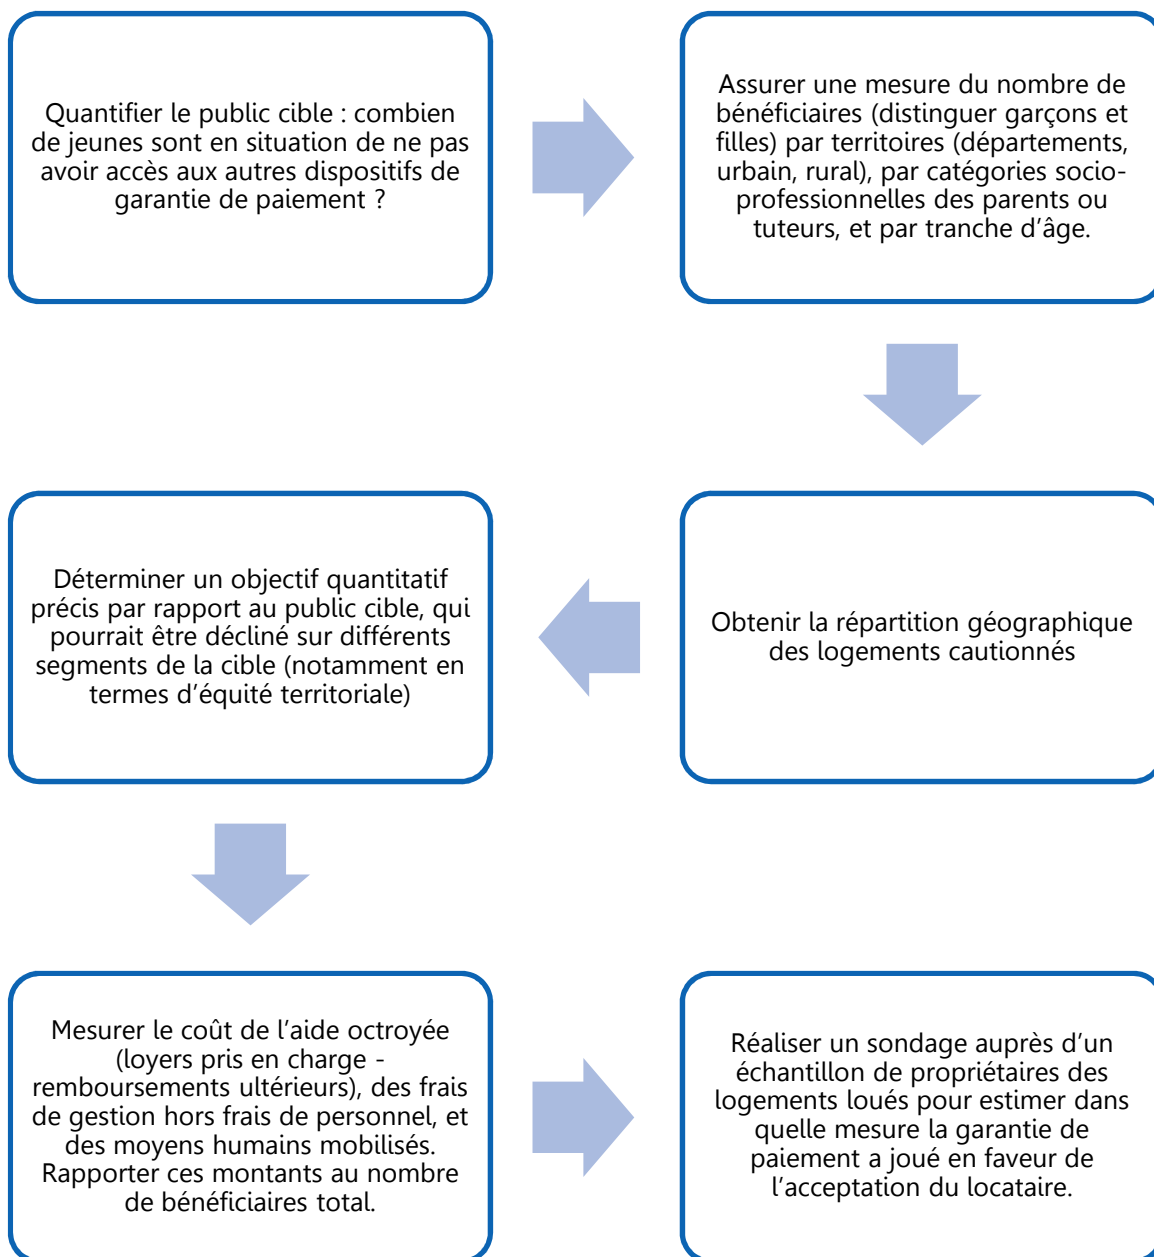 Quantifier le public cible : combien
de jeunes sont en situation de ne pas
avoir accès aux autres dispositifs de
garantie de paiement ?
Assurer une mesure du nombre de
bénéficiaires (distinguer garçons et
filles) par territoires (départements,
urbain, rural), par catégories socio-
professionnelles des parents ou
tuteurs, et par tranche d’âge.
Obtenir la répartition géographique
des logements cautionnés
Déterminer un objectif quantitatif
précis par rapport au public cible, qui
pourrait être décliné sur différents
segments de la cible (notamment en
termes d’équité territoriale)
Mesurer le coût de l’aide octroyée
(loyers pris en charge -
remboursements ultérieurs), des frais
de gestion hors frais de personnel, et
des moyens humains mobilisés.
Rapporter ces montants au nombre
de bénéficiaires total.
Réaliser un sondage auprès d’un
échantillon de propriétaires des
logements loués pour estimer dans
quelle mesure la garantie de
paiement a joué en faveur de
l’acceptation du locataire.